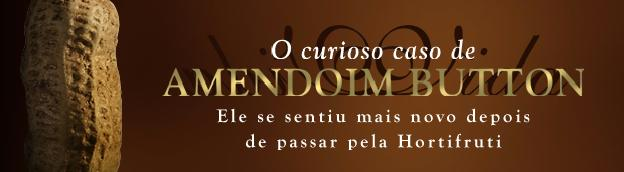 O curioso caso de
AMENDOIM BUTTON
Ele se sentiu mais novo depois
de passar pela Hortifruti